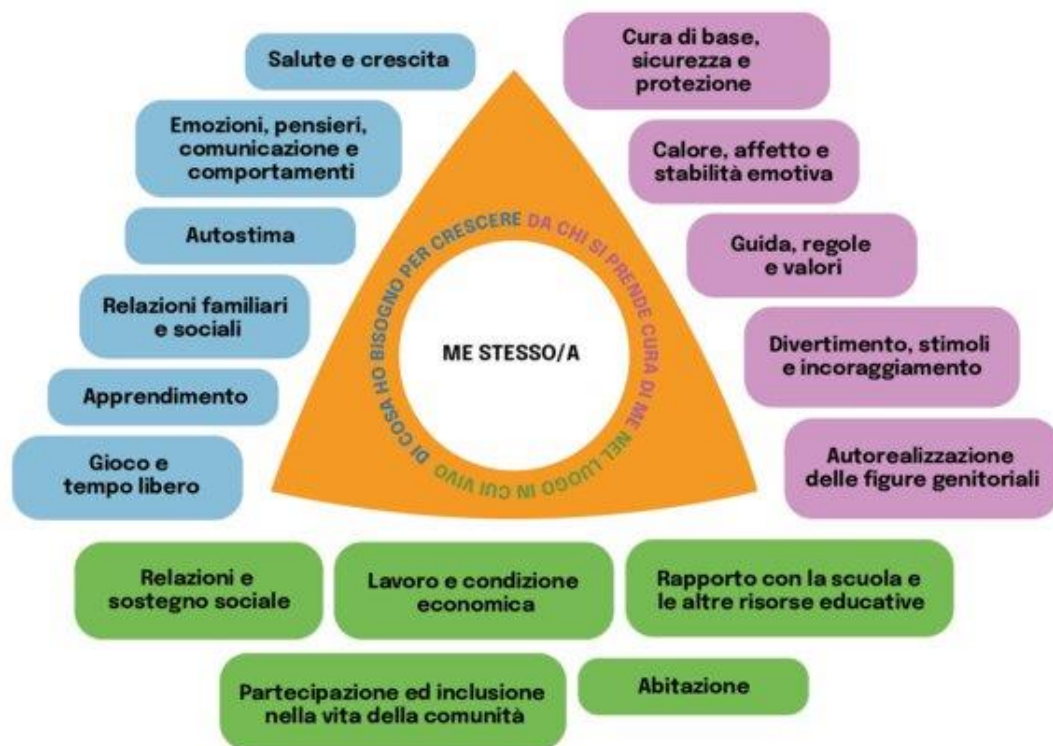 Salute e crescita
Emozioni, pensieri,
comunicazione e
comportamenti
Autostima
Relazioni familiari
e sociali
Apprendimento
Gioco e
tempo libero
Cura di base,
sicurezza e
protezione
Calore, affetto e
stabilità emotiva
Guida, regole
e valori
Divertimento, stimoli
e incoraggiamento
Autorealizzazione
delle figure genitoriali
DI COSA HO BISOGNO PER CRESCERE
DA CHI SI PRENDE CURA DI ME
NEL LUOGO IN CUI VIVO
ME STESSO/A
Relazioni e
sostegno sociale
Lavoro e condizione
economica
Rapporto con la scuola e
le altre risorse educative
Partecipazione ed inclusione
nella vita della comunità
Abitazione